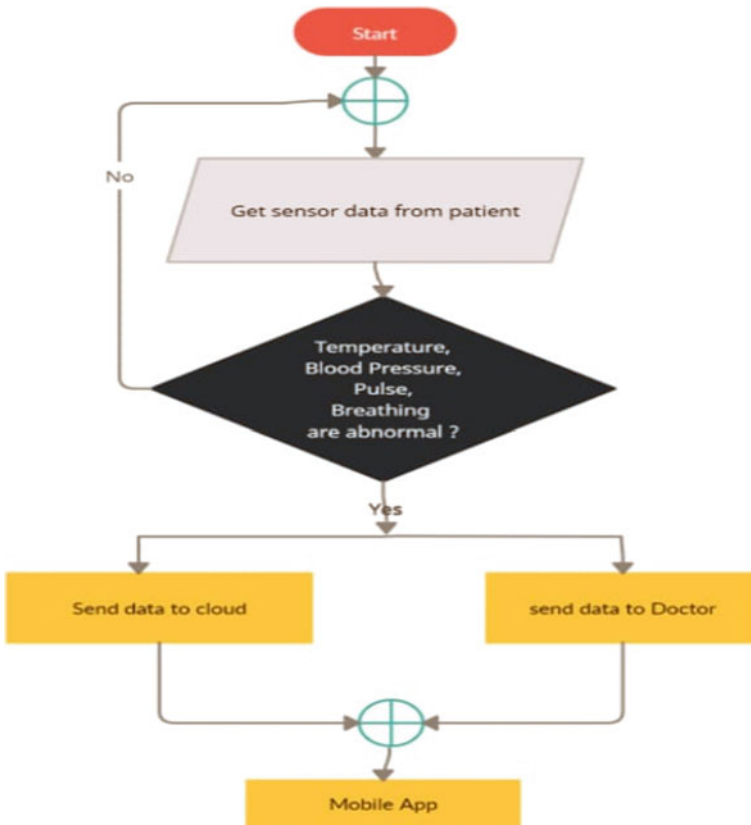 Start
No
Get sensor data from patient
Temperature,
Blood Pressure,
Pulse,
Breathing
are abnormal ?
Yes
Send data to cloud
send data to Doctor
Mobile App